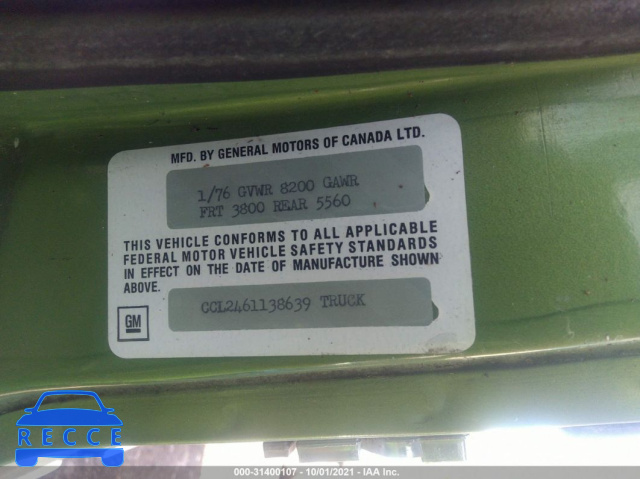 MFD. BY GENERAL MOTORS OF CANADA LTD.
1/76 GVWR 8200 GAWR
FRT 3800 REAR 5560
THIS VEHICLE CONFORMS TO ALL APPLICABLE
FEDERAL MOTOR VEHICLE SAFETY STANDARDS
IN EFFECT ON THE DATE OF MANUFACTURE SHOWN
ABOVE.
CCL2461138639 TRUCK
GM
RECCE
000-31400107 - 10/01/2021 - IAA Inc.